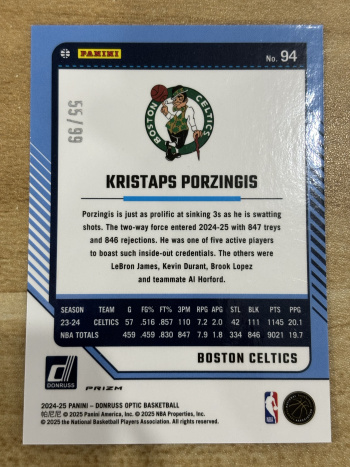 PANINI
No. 94
55/99
BOSTON
CELTICS
KRISTAPS PORZINGIS
Porzingis is just as prolific at sinking 3s as he is swatting
shots. The two-way force entered 2024-25 with 847 treys
and 846 rejections. He was one of five active players
to boast such inside-out credentials. The others were
LeBron James, Kevin Durant, Brook Lopez
and teammate Al Horford.
SEASON TEAM G FG% FT% 3PM RPG APG STL BLK PTS PPG
23-24 CELTICS 57 .516 .857 110 7.2 2.0 42 111 1145 20.1
NBA TOTALS 459 .459 .830 847 7.9 1.8 334 846 9021 19.7
BOSTON CELTICS
DONRUSS
PRIZM
2024-25 PANINI – DONRUSS OPTIC BASKETBALL
帕尼尼 © 2025 Panini America, Inc. © 2025 NBA Properties, Inc.
© 2025 the National Basketball Players Association. All rights reserved.
NBA